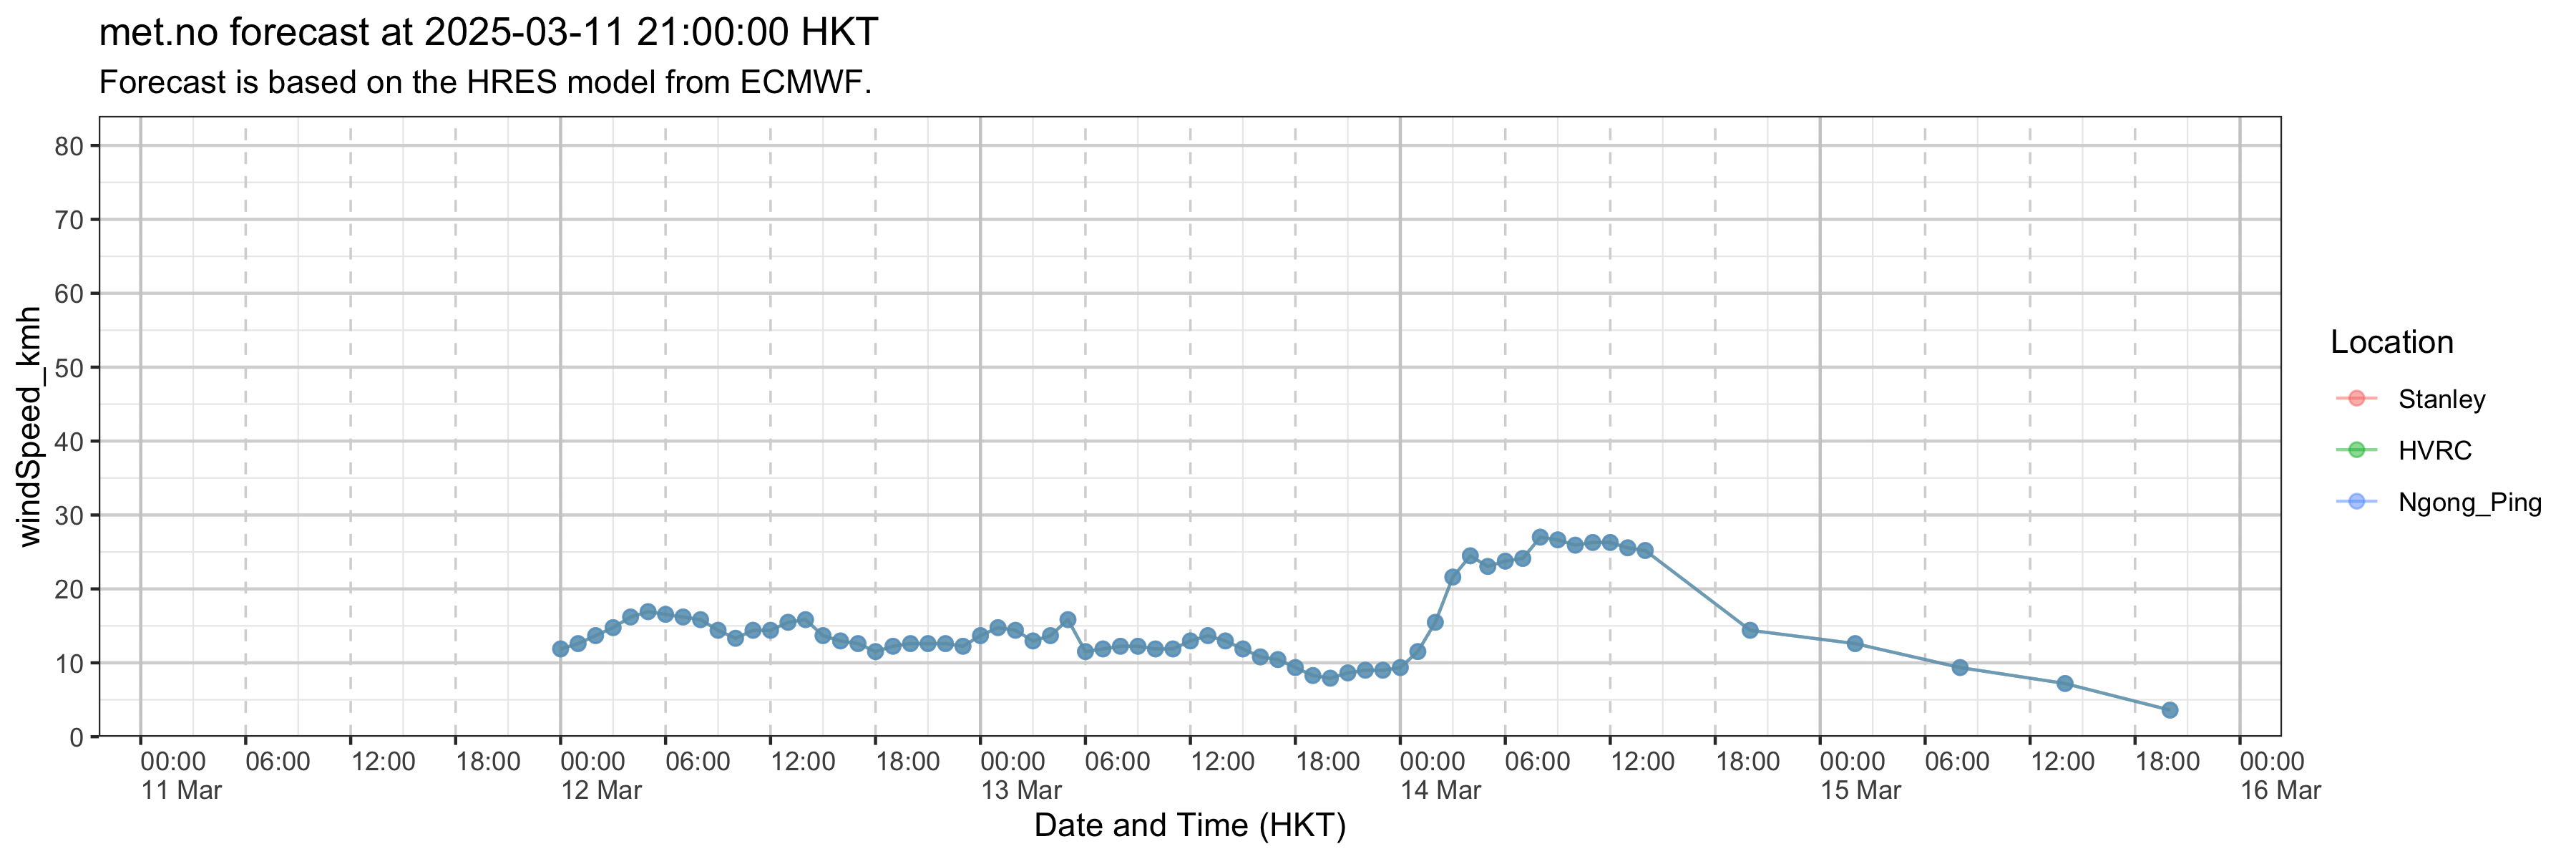 met.no forecast at 2025-03-11 21:00:00 HKT
Forecast is based on the HRES model from ECMWF.
windSpeed_kmh
80
70
60
50
40
30
20
10
0
00:00 06:00 12:00 18:00 00:00 06:00 12:00 18:00 00:00 06:00 12:00 18:00 00:00 06:00 12:00 18:00 00:00 06:00 12:00 18:00 00:00
11 Mar 12 Mar 13 Mar 14 Mar 15 Mar 16 Mar
Date and Time (HKT)
Location
Stanley
HVRC
Ngong_Ping